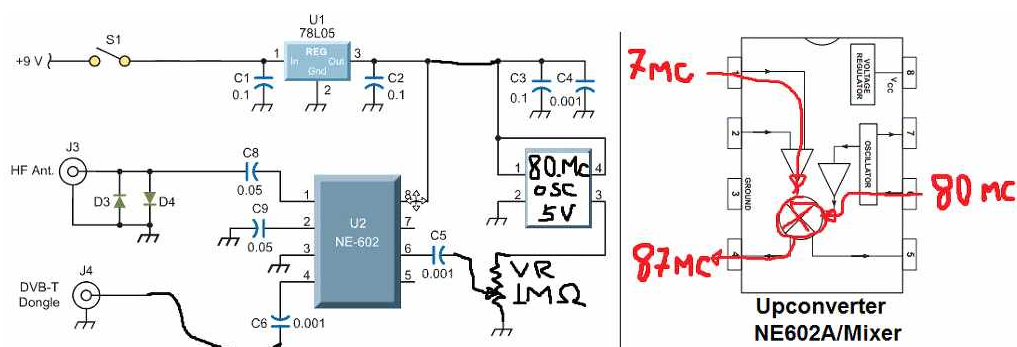 U1
78L05
S1
+9 V
1
REG
3
In
Out
Gnd
2
C1
0.1
C2
0.1
C3
0.1
C4
0.001
J3
HF Ant.
C8
0.05
D3
D4
C9
0.05
1
2
3
4
U2
NE-602
8
7
6
5
C5
0.001
1
2
80.Mc
OSC
5V
4
3
VR
1MΩ
J4
DVB-T
Dongle
C6
0.001
7MC
1
2
3
4
GROUND
VOLTAGE
REGULATOR
VCC
OSCILLATOR
8
7
6
5
80 MC
87MC
Upconverter
NE602A/Mixer